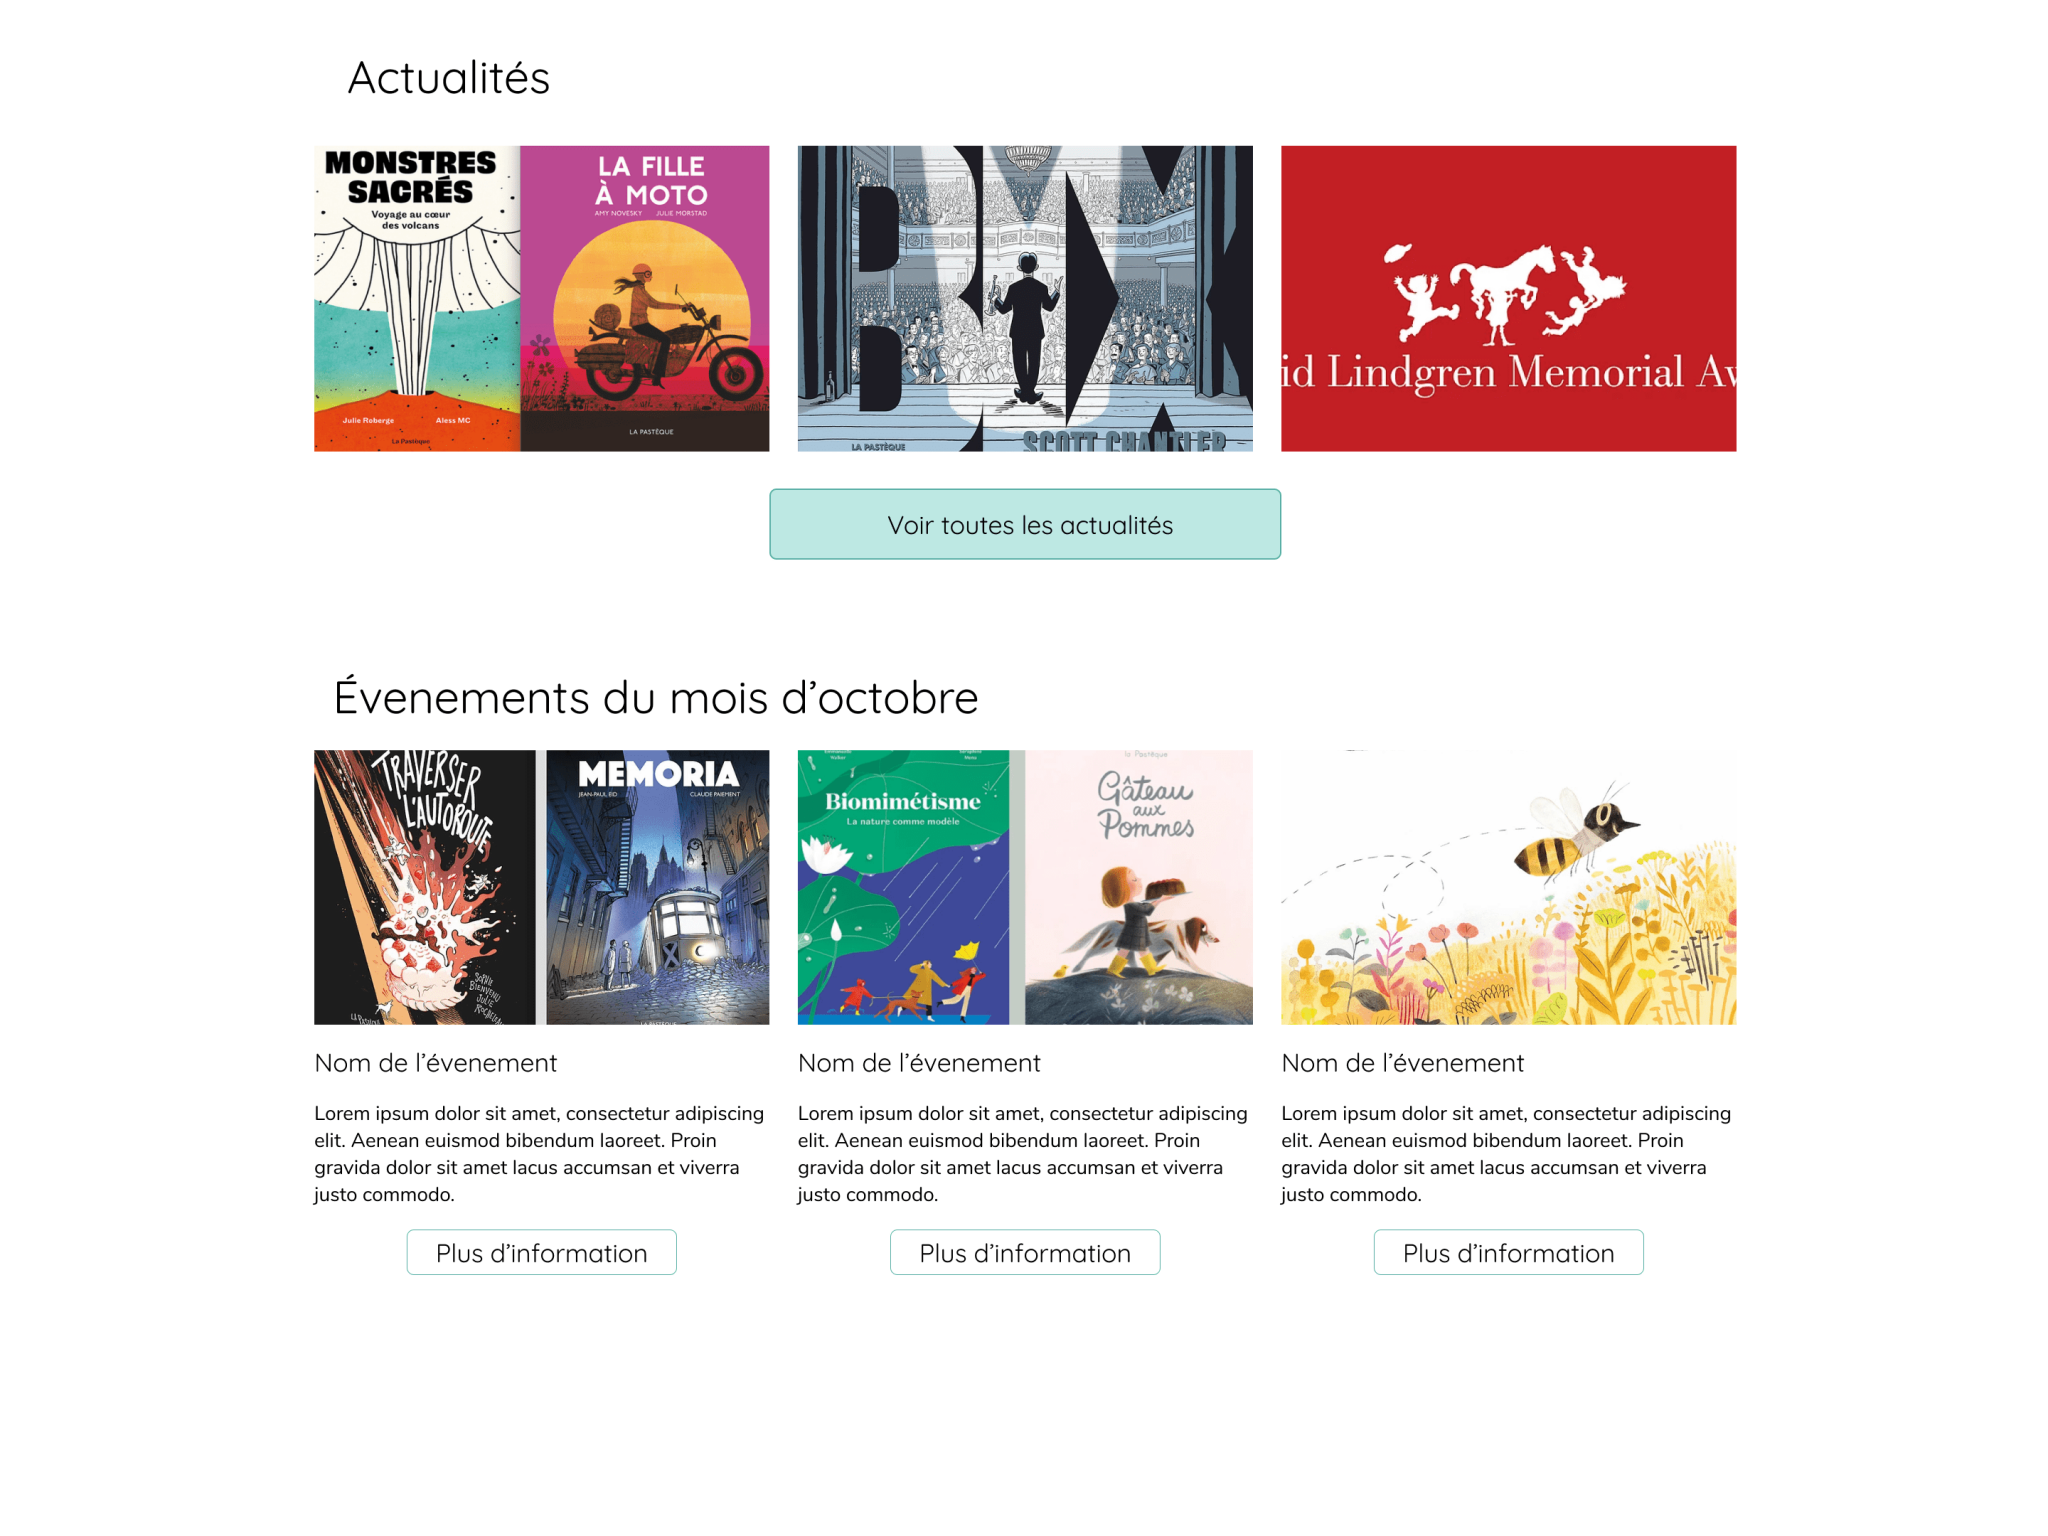 Actualités
MONSTRES
SACRÉS
Voyage au cœur
des volcans
Julie Roberge Aless MC
La Pastèque
LA FILLE
À MOTO
AMY NOVESKY JULIE MORSTAD
LA PASTÈQUE
BIX
LA PASTÈQUE
SCOTT CHANTLER
id Lindgren Memorial Aw
Voir toutes les actualités
Évenements du mois d’octobre
TRAVERSER
L'AUTOROUTE
SOPHIE
BIENVENU
JULIE
ROCHELEAU
LA PASTÈQUE
MEMORIA
JEAN-PAUL EID CLAUDE PAIEMENT
LA PASTÈQUE
Biomimétisme
La nature comme modèle
la Pastèque
Gâteau
aux
Pommes
Nom de l’évenement
Lorem ipsum dolor sit amet, consectetur adipiscing
elit. Aenean euismod bibendum laoreet. Proin
gravida dolor sit amet lacus accumsan et viverra
justo commodo.
Plus d’information
Nom de l’évenement
Lorem ipsum dolor sit amet, consectetur adipiscing
elit. Aenean euismod bibendum laoreet. Proin
gravida dolor sit amet lacus accumsan et viverra
justo commodo.
Plus d’information
Nom de l’évenement
Lorem ipsum dolor sit amet, consectetur adipiscing
elit. Aenean euismod bibendum laoreet. Proin
gravida dolor sit amet lacus accumsan et viverra
justo commodo.
Plus d’information